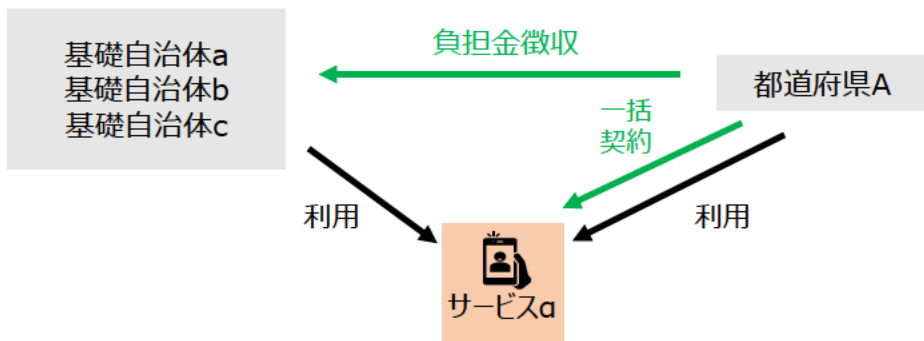 基礎自治体a
基礎自治体b
基礎自治体c
負担金徴収
都道府県A
一括
契約
利用
利用
サービスα